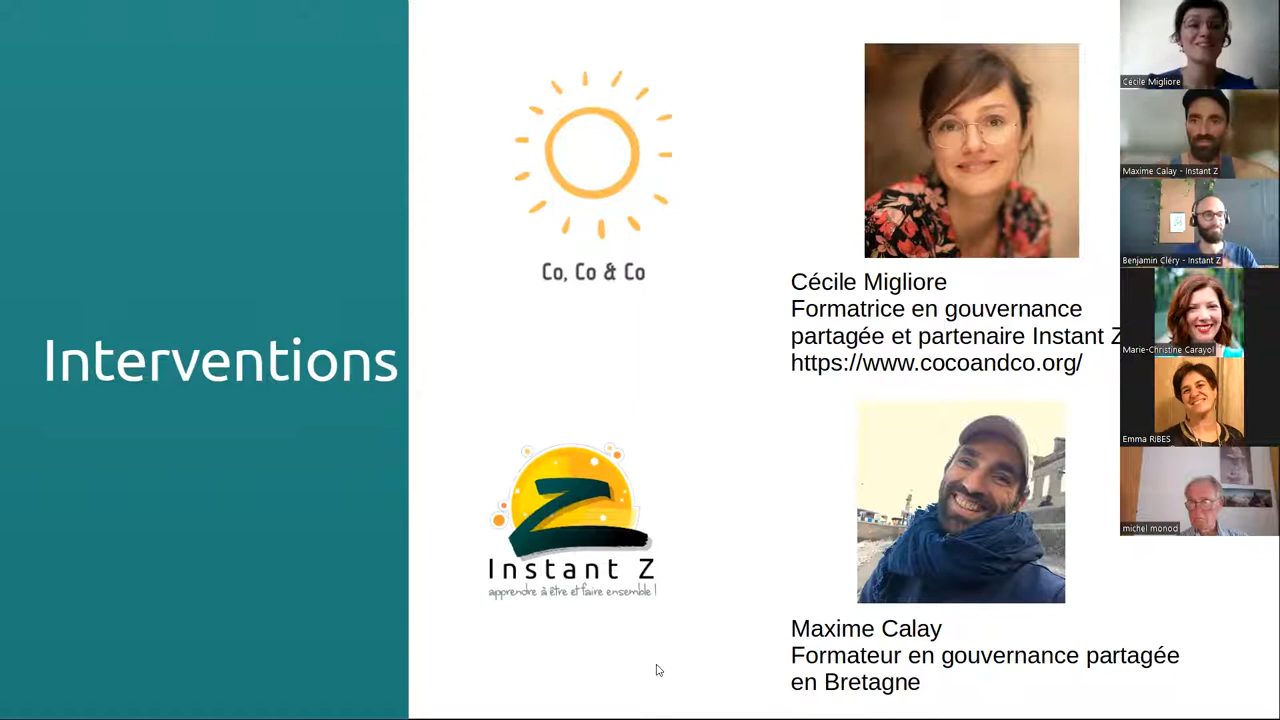 Interventions
Co, Co & Co
Instant Z
apprendre à être et faire ensemble !
Cécile Migliore
Formatrice en gouvernance
partagée et partenaire Instant Z
https://www.cocoandco.org/
Maxime Calay
Formateur en gouvernance partagée
en Bretagne
Cécile Migliore
Maxime Calay - Instant Z
Benjamin Cléry - Instant Z
Marie-Christine Carayol
Emma RIBES
michel monod